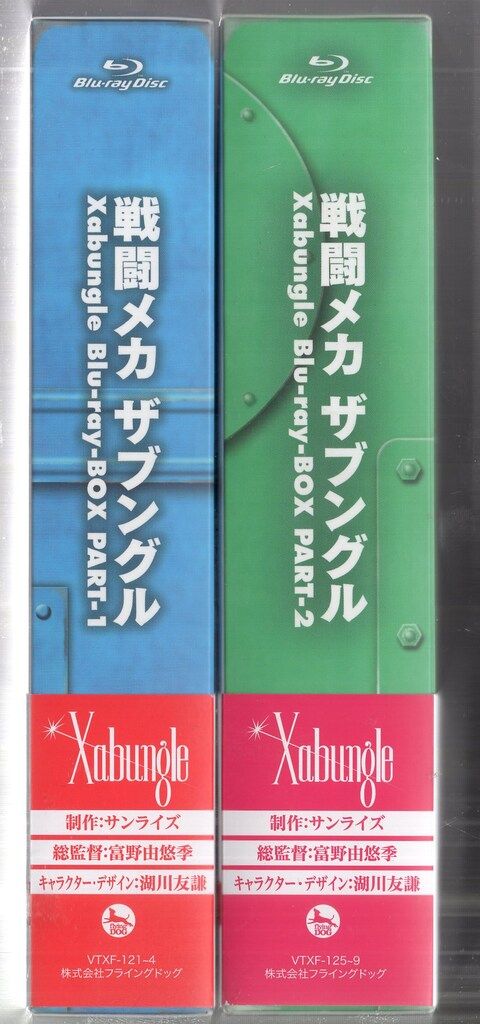 Blu-ray Disc
戦闘メカ ザブングル
Xabungle Blu-ray-BOX PART-1
Xabungle
制作:サンライズ
総監督:富野由悠季
キャラクター・デザイン:湖川友謙
flying DOG
VTXF-121~4
株式会社フライングドッグ
Blu-ray Disc
戦闘メカ ザブングル
Xabungle Blu-ray-BOX PART-2
Xabungle
制作:サンライズ
総監督:富野由悠季
キャラクター・デザイン:湖川友謙
flying DOG
VTXF-125~9
株式会社フライングドッグ